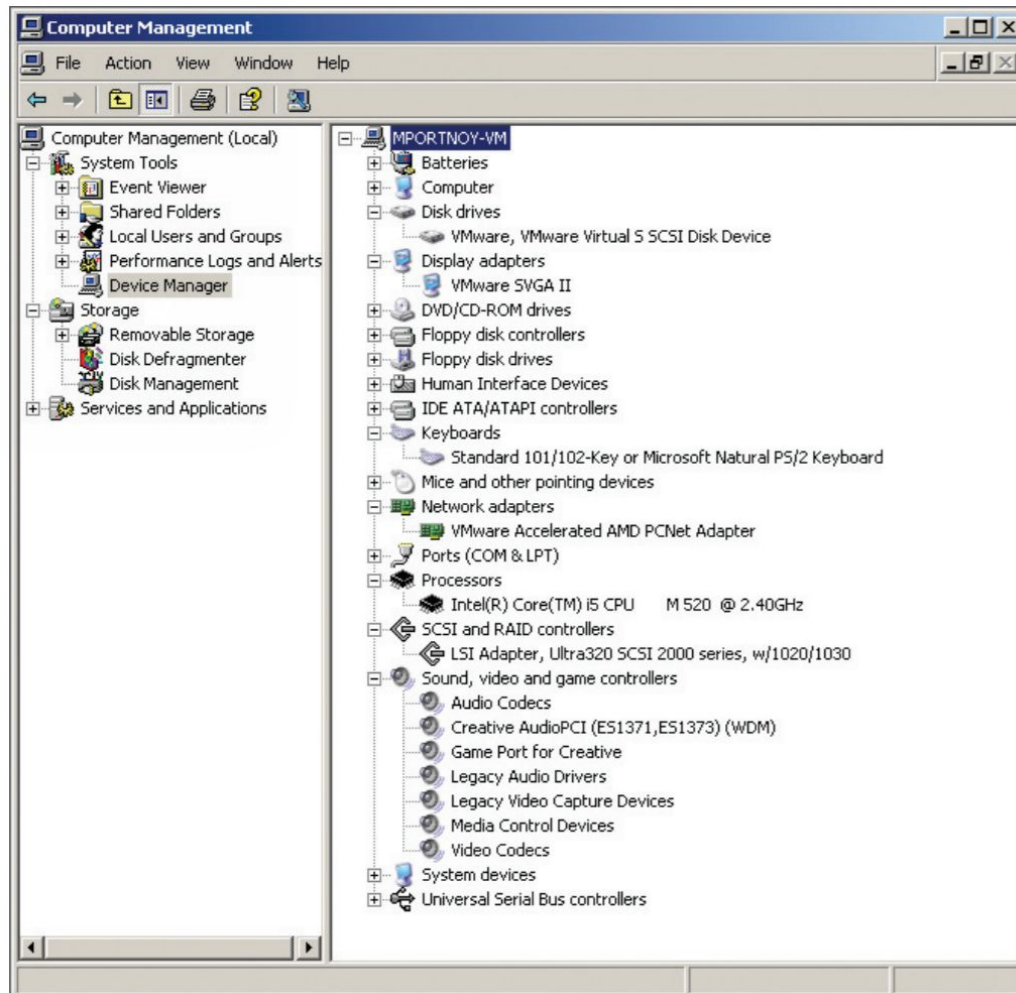 Computer Management
File Action View Window Help
Computer Management (Local)
System Tools
Event Viewer
Shared Folders
Local Users and Groups
Performance Logs and Alerts
Device Manager
Storage
Removable Storage
Disk Defragmenter
Disk Management
Services and Applications
MPORTNOY-VM
Batteries
Computer
Disk drives
VMware, VMware Virtual S SCSI Disk Device
Display adapters
VMware SVGA II
DVD/CD-ROM drives
Floppy disk controllers
Floppy disk drives
Human Interface Devices
IDE ATA/ATAPI controllers
Keyboards
Standard 101/102-Key or Microsoft Natural PS/2 Keyboard
Mice and other pointing devices
Network adapters
VMware Accelerated AMD PCNet Adapter
Ports (COM & LPT)
Processors
Intel(R) Core(TM) i5 CPU M 520 @ 2.40GHz
SCSI and RAID controllers
LSI Adapter, Ultra320 SCSI 2000 series, w/1020/1030
Sound, video and game controllers
Audio Codecs
Creative AudioPCI (ES1371,ES1373) (WDM)
Game Port for Creative
Legacy Audio Drivers
Legacy Video Capture Devices
Media Control Devices
Video Codecs
System devices
Universal Serial Bus controllers